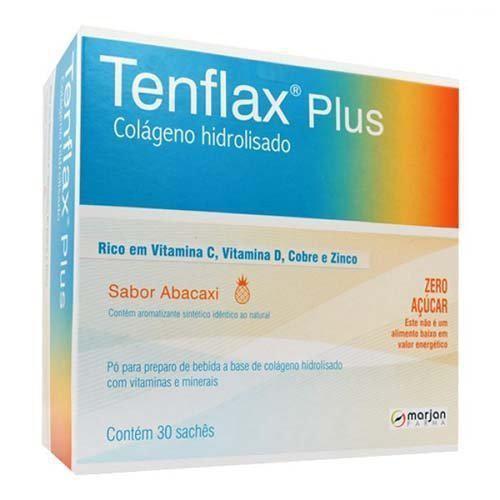 Tenflax® Plus
Colágeno hidrolisado
Rico em Vitamina C, Vitamina D, Cobre e Zinco
Sabor Abacaxi
Contém aromatizante sintético idêntico ao natural
ZERO
AÇÚCAR
Este não é um
alimento baixo em
valor energético
Pó para preparo de bebida a base de colágeno hidrolisado
com vitaminas e minerais
Contém 30 sachês
marjan
FARMA
Tenflax® Plus
Colágeno hidrolisado